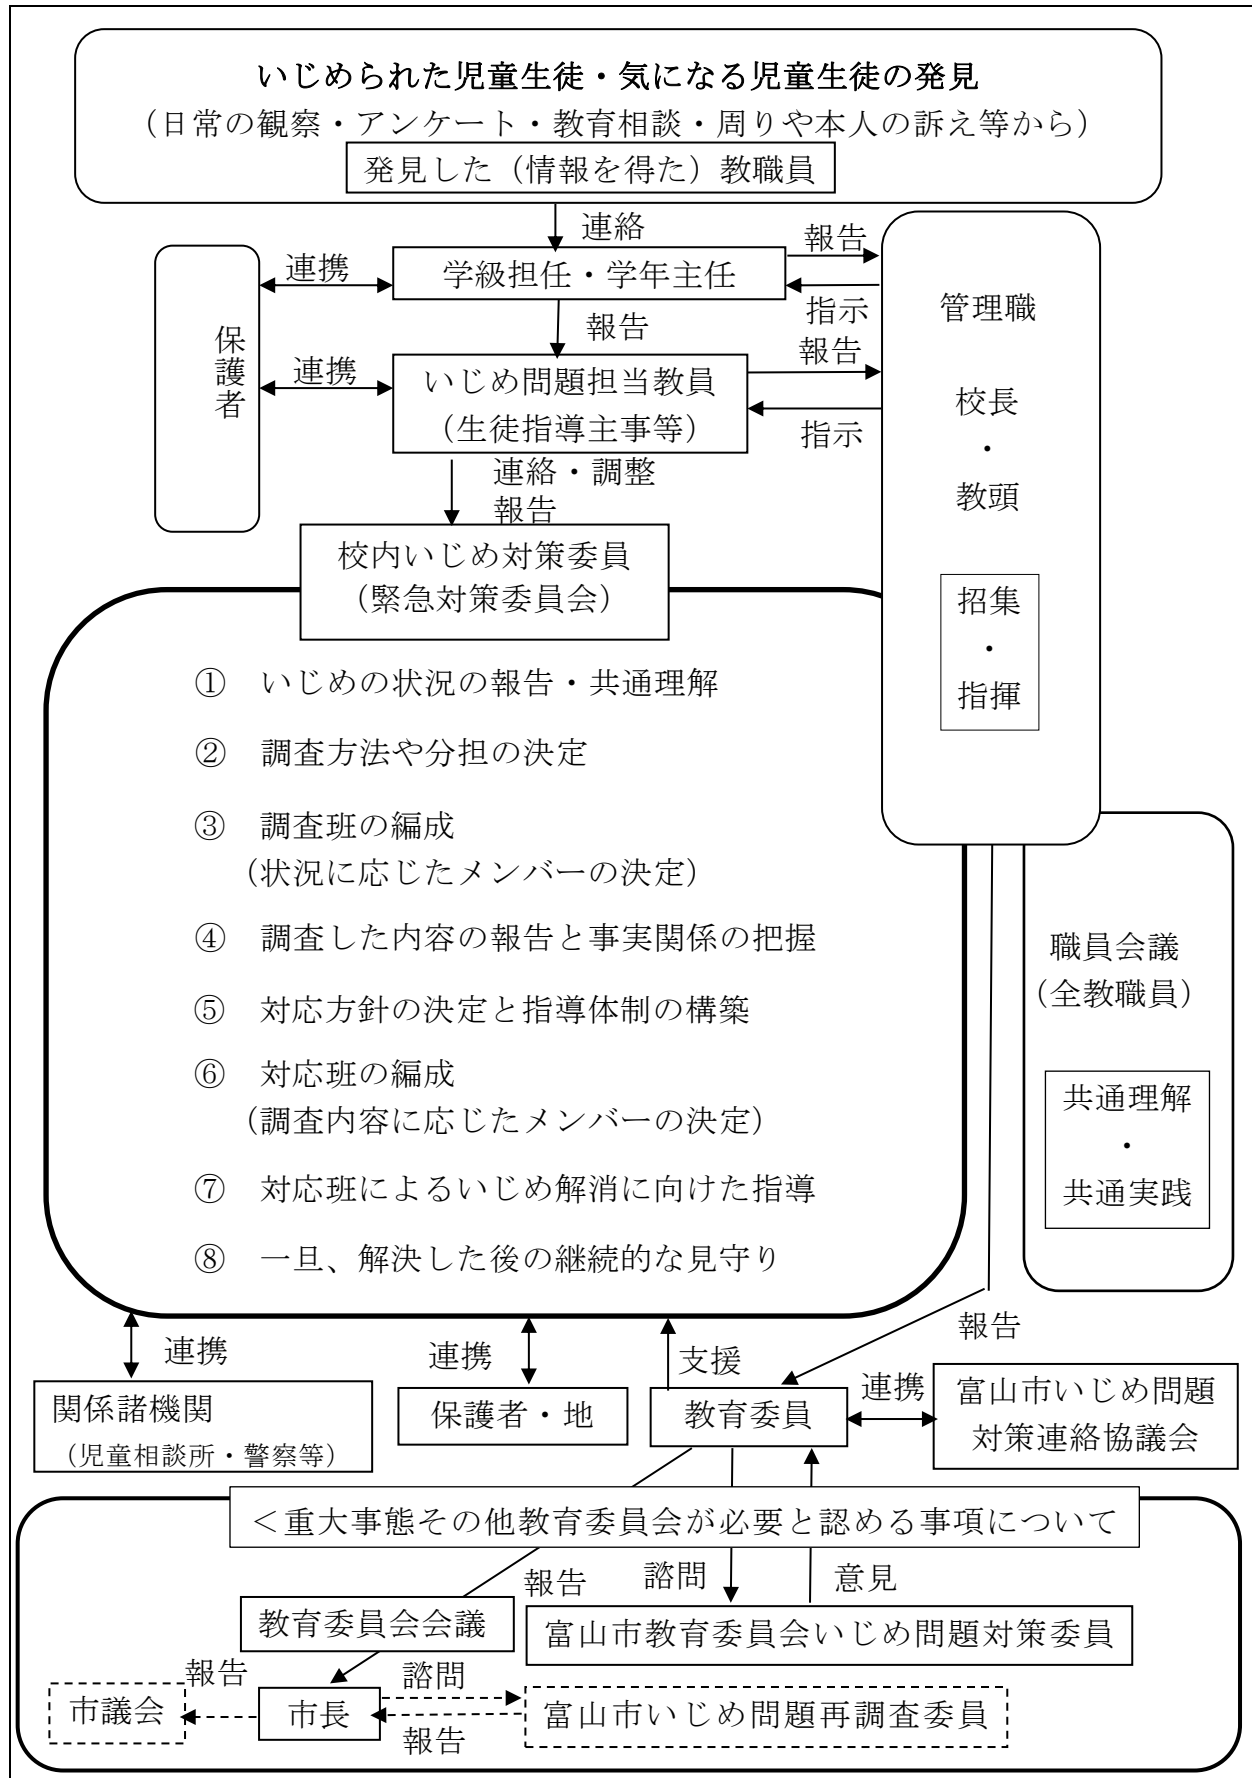 いじめられた児童生徒・気になる児童生徒の発見
（日常の観察・アンケート・教育相談・周りや本人の訴え等から）
発見した（情報を得た）教職員
連絡
保護者
連携
学級担任・学年主任
報告
指示
報告
連携
いじめ問題担当教員
（生徒指導主事等）
報告
指示
管理職
校長
・
教頭
招集
・
指揮
連絡・調整
報告
校内いじめ対策委員
（緊急対策委員会）
① いじめの状況の報告・共通理解
② 調査方法や分担の決定
③ 調査班の編成
（状況に応じたメンバーの決定）
④ 調査した内容の報告と事実関係の把握
⑤ 対応方針の決定と指導体制の構築
⑥ 対応班の編成
（調査内容に応じたメンバーの決定）
⑦ 対応班によるいじめ解消に向けた指導
⑧ 一旦、解決した後の継続的な見守り
職員会議
（全教職員）
共通理解
・
共通実践
連携
連携
支援
報告
関係諸機関
（児童相談所・警察等）
保護者・地
教育委員
連携
富山市いじめ問題
対策連絡協議会
＜重大事態その他教育委員会が必要と認める事項について
報告
諮問
意見
教育委員会会議
富山市教育委員会いじめ問題対策委員
報告
諮問
市議会
市長
富山市いじめ問題再調査委員
報告